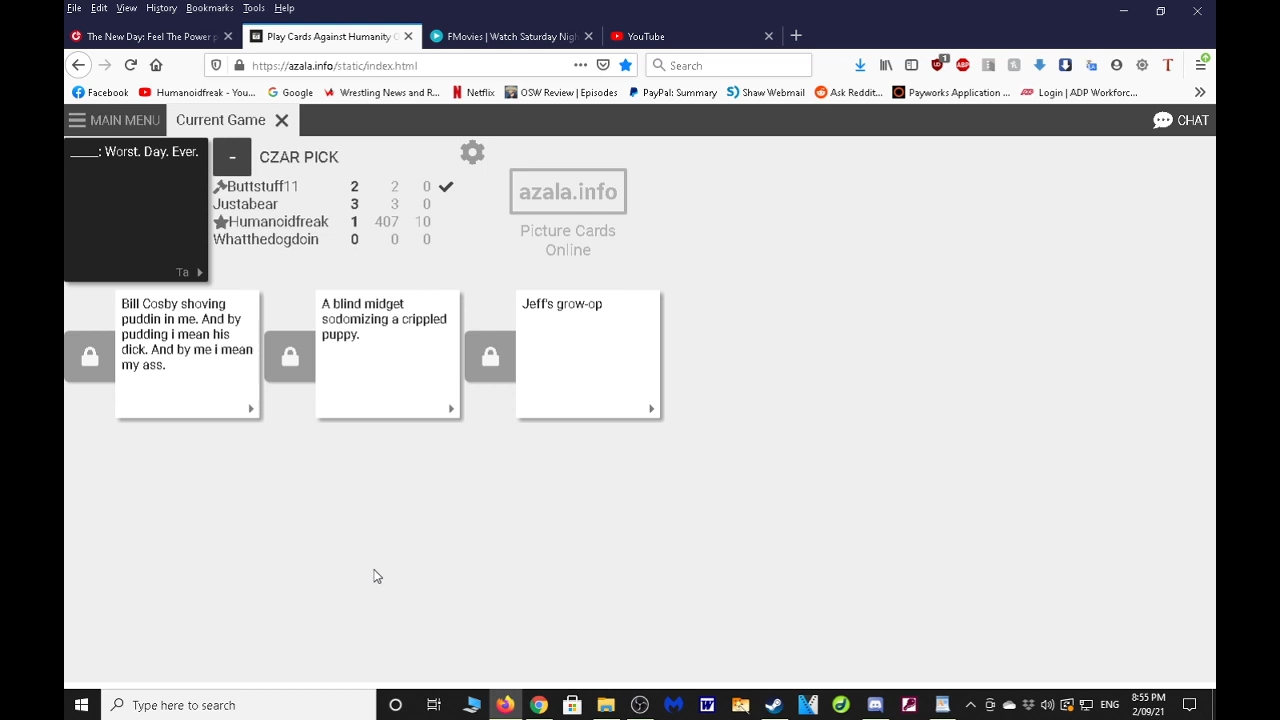 File Edit View History Bookmarks Tools Help
The New Day: Feel The Power p
Play Cards Against Humanity O
FMovies | Watch Saturday Nigh
YouTube
https://azala.info/static/index.html
Search
Facebook
Humanoidfreak - You...
Google
Wrestling News and R...
Netflix
OSW Review | Episodes
PayPal: Summary
Shaw Webmail
Ask Reddit...
Payworks Application ...
Login | ADP Workforc...
MAIN MENU
Current Game
CHAT
____: Worst. Day. Ever.
Ta
-
CZAR PICK
Buttstuff11 2 2 0
Justabear 3 3 0
Humanoidfreak 1 407 10
Whatthedogdoin 0 0 0
azala.info
Picture Cards
Online
Bill Cosby shoving
puddin in me. And by
pudding i mean his
dick. And by me i mean
my ass.
A blind midget
sodomizing a crippled
puppy.
Jeff's grow-op
Type here to search
ENG
8:55 PM
2/09/21